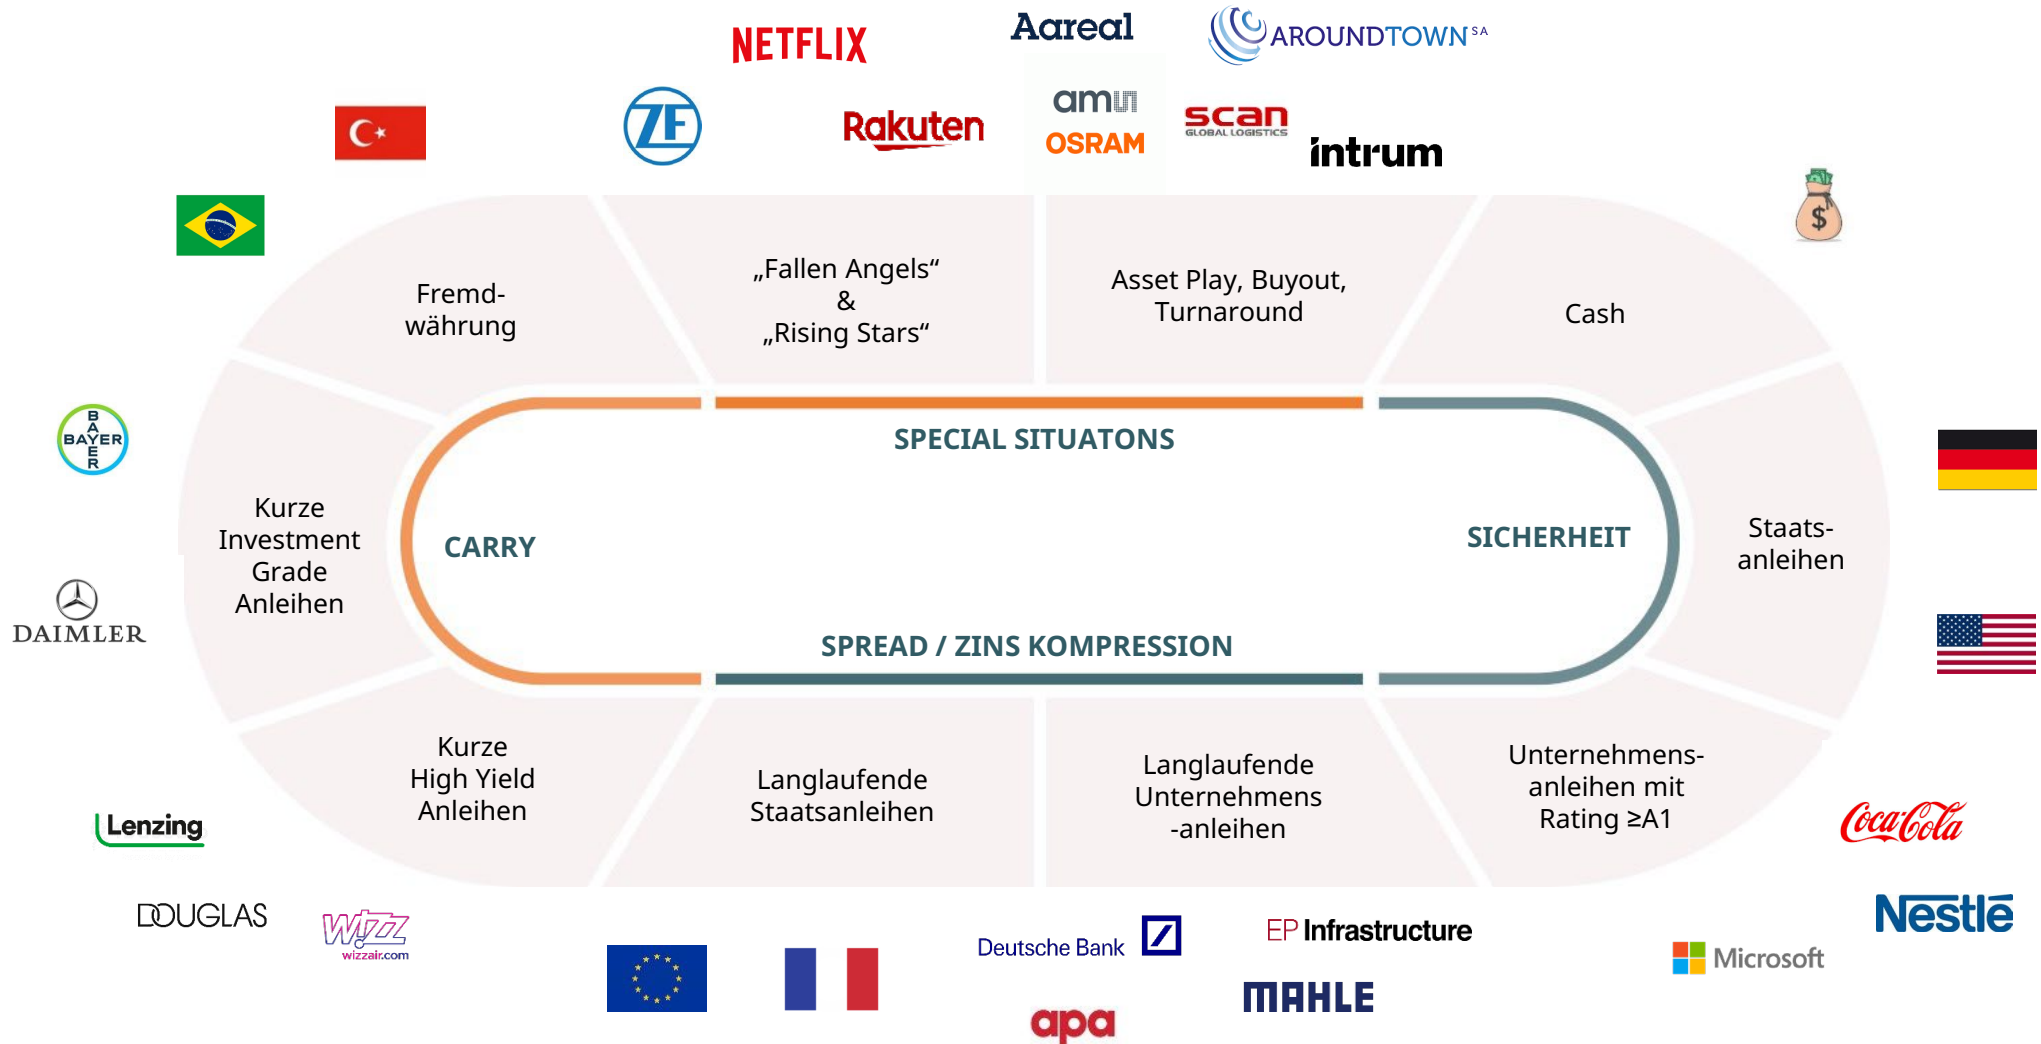 NETFLIX
Aareal
AROUNDTOWN SA
ZF
Rakuten
amu
OSRAM
scan
GLOBAL LOGISTICS
intrum
$
Fremd-
währung
„Fallen Angels“
&
„Rising Stars“
Asset Play, Buyout,
Turnaround
Cash
SPECIAL SITUATONS
BAYER
BAYER
Kurze
Investment
Grade
Anleihen
CARRY
SICHERHEIT
Staats-
anleihen
DAIMLER
SPREAD / ZINS KOMPRESSION
Kurze
High Yield
Anleihen
Langlaufende
Staatsanleihen
Langlaufende
Unternehmens
-anleihen
Unternehmens-
anleihen mit
Rating ≥A1
Lenzing
Coca-Cola
DOUGLAS
WIZZ
wizzair.com
Deutsche Bank
EP Infrastructure
Nestlé
Microsoft
MAHLE
apa